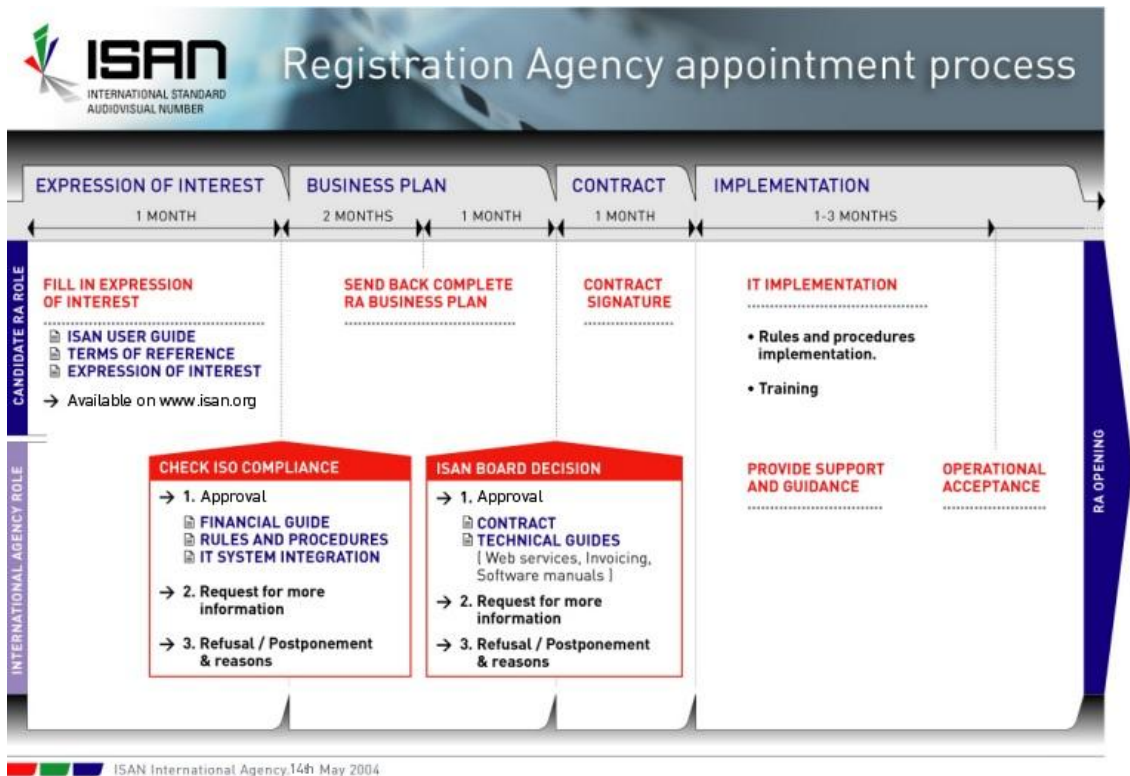 ISAN
INTERNATIONAL STANDARD
AUDIOVISUAL NUMBER
Registration Agency appointment process
EXPRESSION OF INTEREST
BUSINESS PLAN
CONTRACT
IMPLEMENTATION
1 MONTH
2 MONTHS
1 MONTH
1 MONTH
1-3 MONTHS
CANDIDATE RA ROLE
FILL IN EXPRESSION
OF INTEREST
ISAN USER GUIDE
TERMS OF REFERENCE
EXPRESSION OF INTEREST
→ Available on www.isan.org
SEND BACK COMPLETE
RA BUSINESS PLAN
CONTRACT
SIGNATURE
IT IMPLEMENTATION
• Rules and procedures
implementation.
• Training
INTERNATIONAL AGENCY ROLE
CHECK ISO COMPLIANCE
→ 1. Approval
FINANCIAL GUIDE
RULES AND PROCEDURES
IT SYSTEM INTEGRATION
→ 2. Request for more
information
→ 3. Refusal / Postponement
& reasons
ISAN BOARD DECISION
→ 1. Approval
CONTRACT
TECHNICAL GUIDES
( Web services, Invoicing,
Software manuals )
→ 2. Request for more
information
→ 3. Refusal / Postponement
& reasons
PROVIDE SUPPORT
AND GUIDANCE
OPERATIONAL
ACCEPTANCE
RA OPENING
ISAN International Agency,14th May 2004